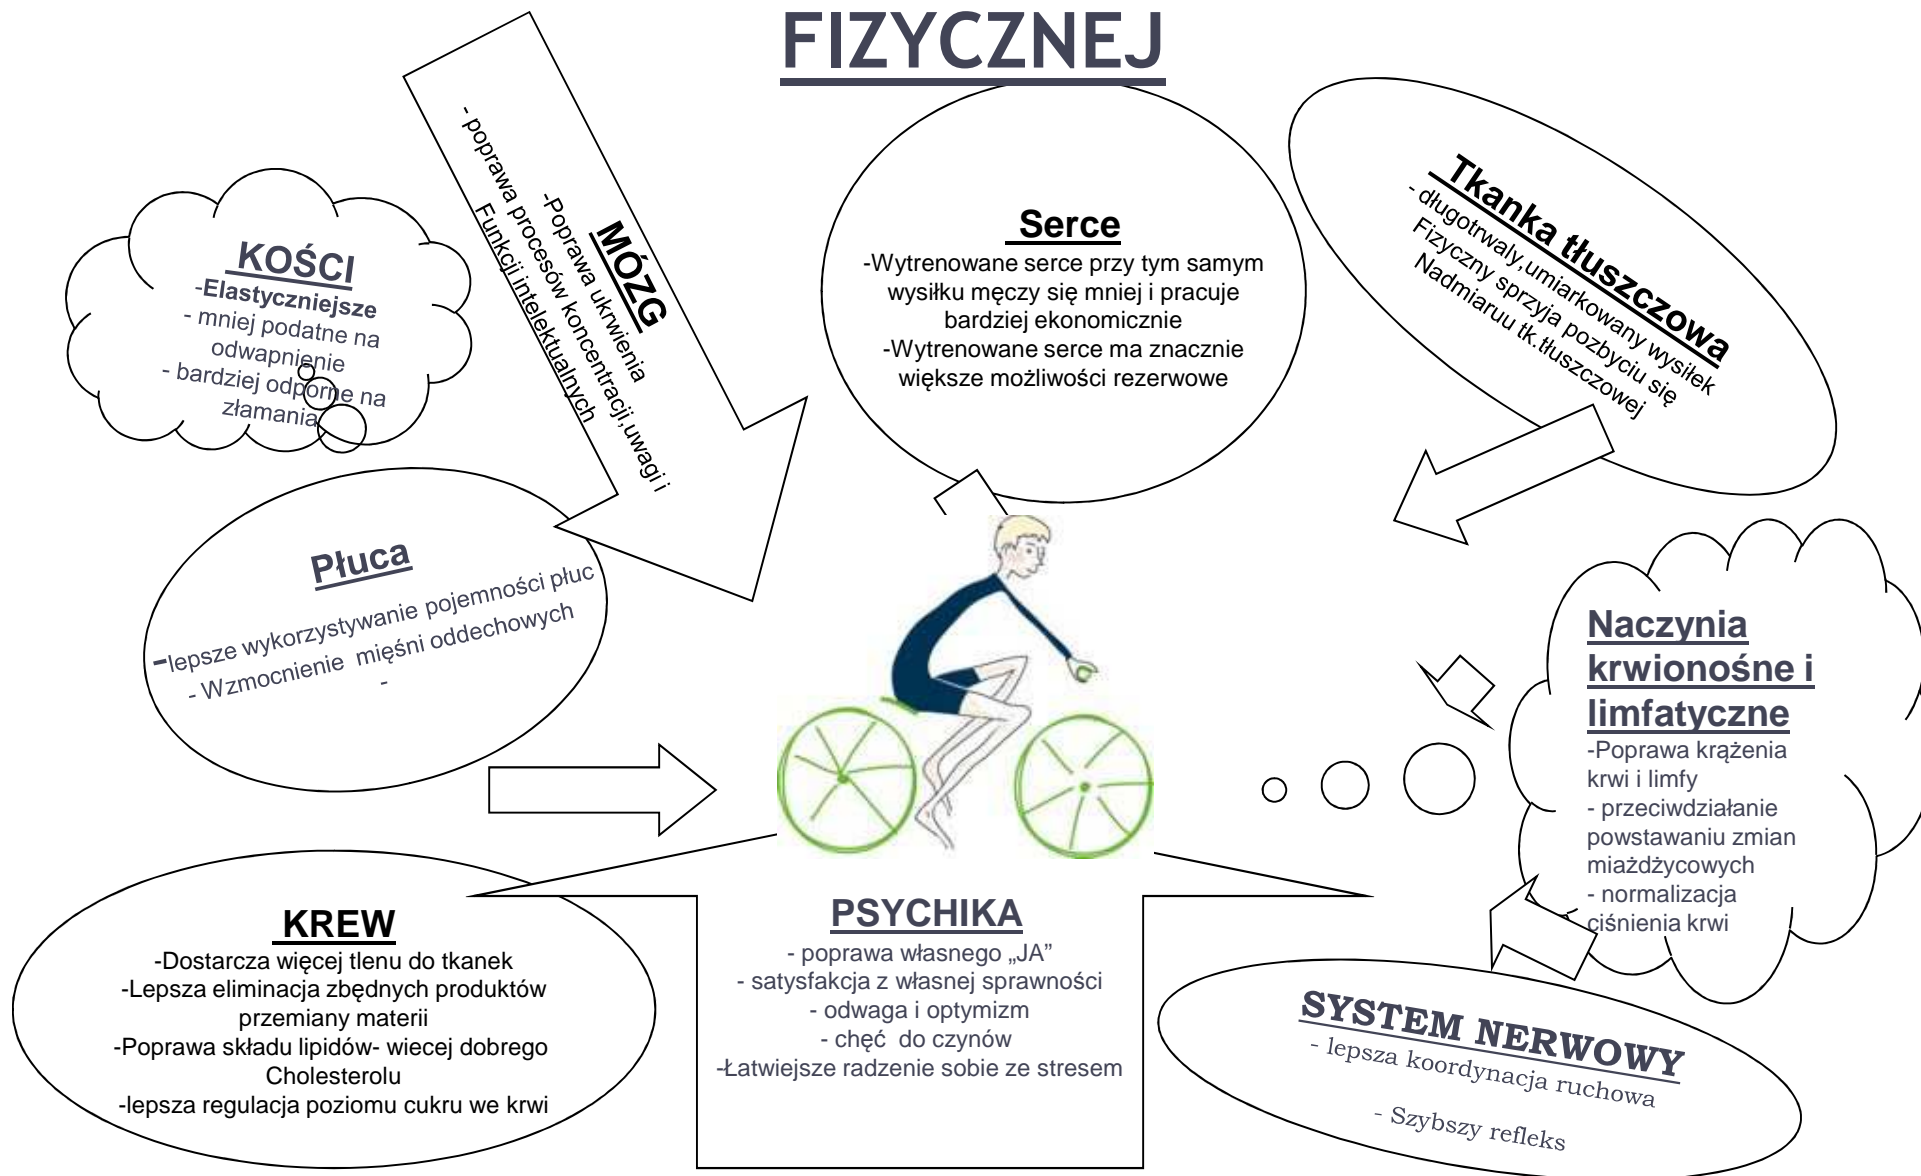 FIZYCZNEJ
KOŚCI
-Elastyczniejsze
- mniej podatne na
odwapnienie
- bardziej odporne na
złamania
MÓZG
-Poprawa ukrwienia
- poprawa procesów koncentracji,uwagi i
Funkcji intelektualnych
Serce
-Wytrenowane serce przy tym samym
wysiłku męczy się mniej i pracuje
bardziej ekonomicznie
-Wytrenowane serce ma znacznie
większe możliwości rezerwowe
Tkanka tłuszczowa
- długotrwaly,umiarkowany wysiłek
Fizyczny sprzyja pozbyciu się
Nadmiaruu tk.tłuszczowej
Płuca
-lepsze wykorzystywanie pojemności płuc
- Wzmocnienie mięśni oddechowych
-
Naczynia
krwionośne i
limfatyczne
-Poprawa krążenia
krwi i limfy
- przeciwdziałanie
powstawaniu zmian
miażdżycowych
- normalizacja
ciśnienia krwi
KREW
-Dostarcza więcej tlenu do tkanek
-Lepsza eliminacja zbędnych produktów
przemiany materii
-Poprawa składu lipidów- wiecej dobrego
Cholesterolu
-lepsza regulacja poziomu cukru we krwi
PSYCHIKA
- poprawa własnego „JA”
- satysfakcja z własnej sprawności
- odwaga i optymizm
- chęć do czynów
-Łatwiejsze radzenie sobie ze stresem
SYSTEM NERWOWY
- lepsza koordynacja ruchowa
- Szybszy refleks